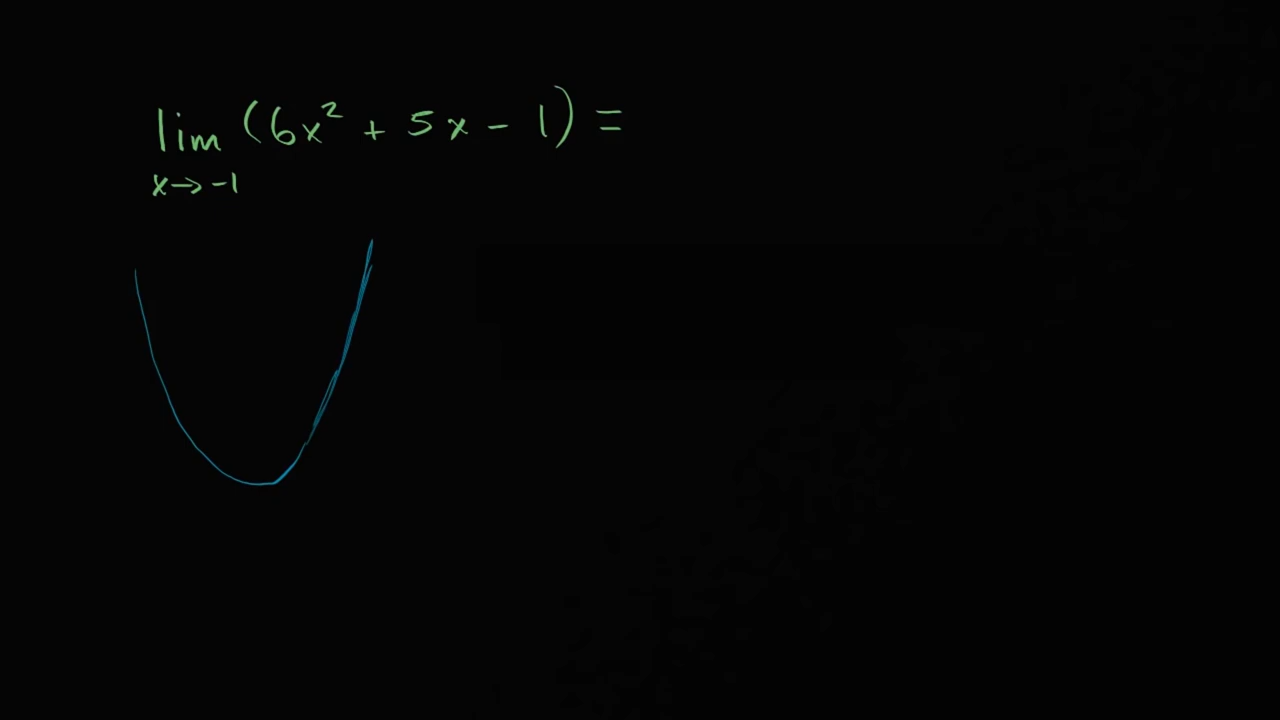 lim (6x² + 5x - 1) =
x→-1